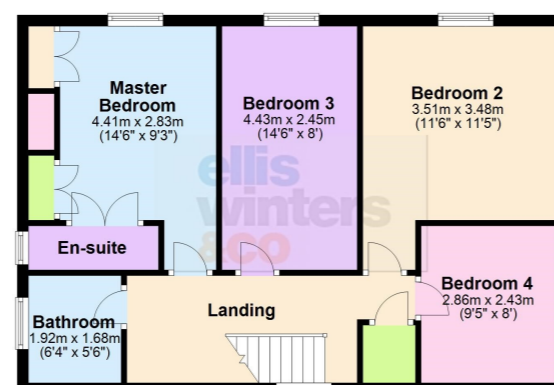 Master
Bedroom
4.41m x 2.83m
(14'6" x 9'3")
Bedroom 3
4.43m x 2.45m
(14'6" x 8')
Bedroom 2
3.51m x 3.48m
(11'6" x 11'5")
ellis
winters
&co
En-suite
Bedroom 4
2.86m x 2.43m
(9'5" x 8')
Landing
Bathroom
1.92m x 1.68m
(6'4" x 5'6")